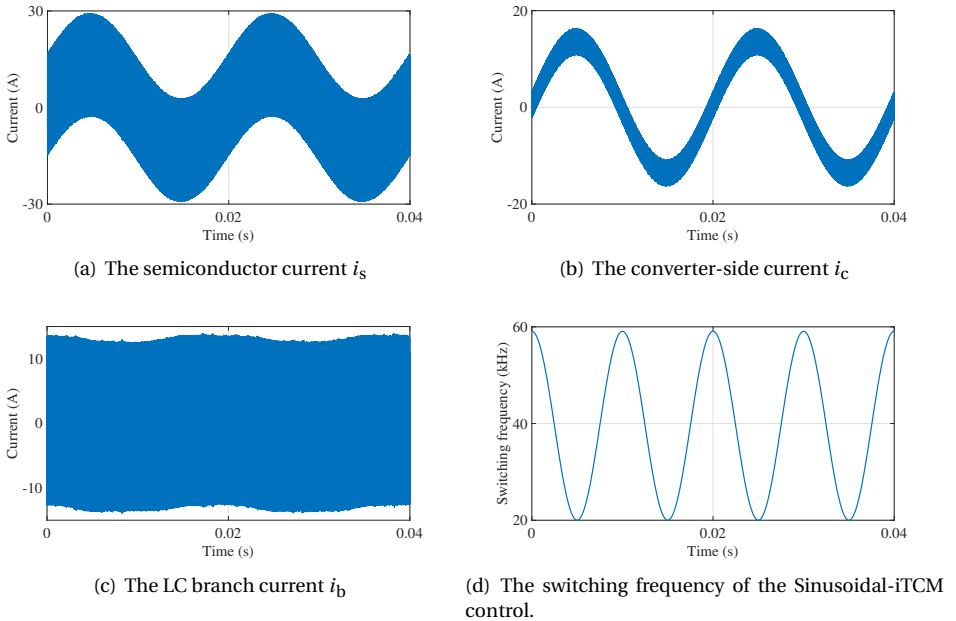 30
0
-30
0
0.02
0.04
Current (A)
Time (s)
(a) The semiconductor current i_s
20
0
-20
0
0.02
0.04
Current (A)
Time (s)
(b) The converter-side current i_c
10
0
-10
0
0.02
0.04
Current (A)
Time (s)
(c) The LC branch current i_b
60
40
20
0
0.02
0.04
Switching frequency (kHz)
Time (s)
(d) The switching frequency of the Sinusoidal-iTCM
control.